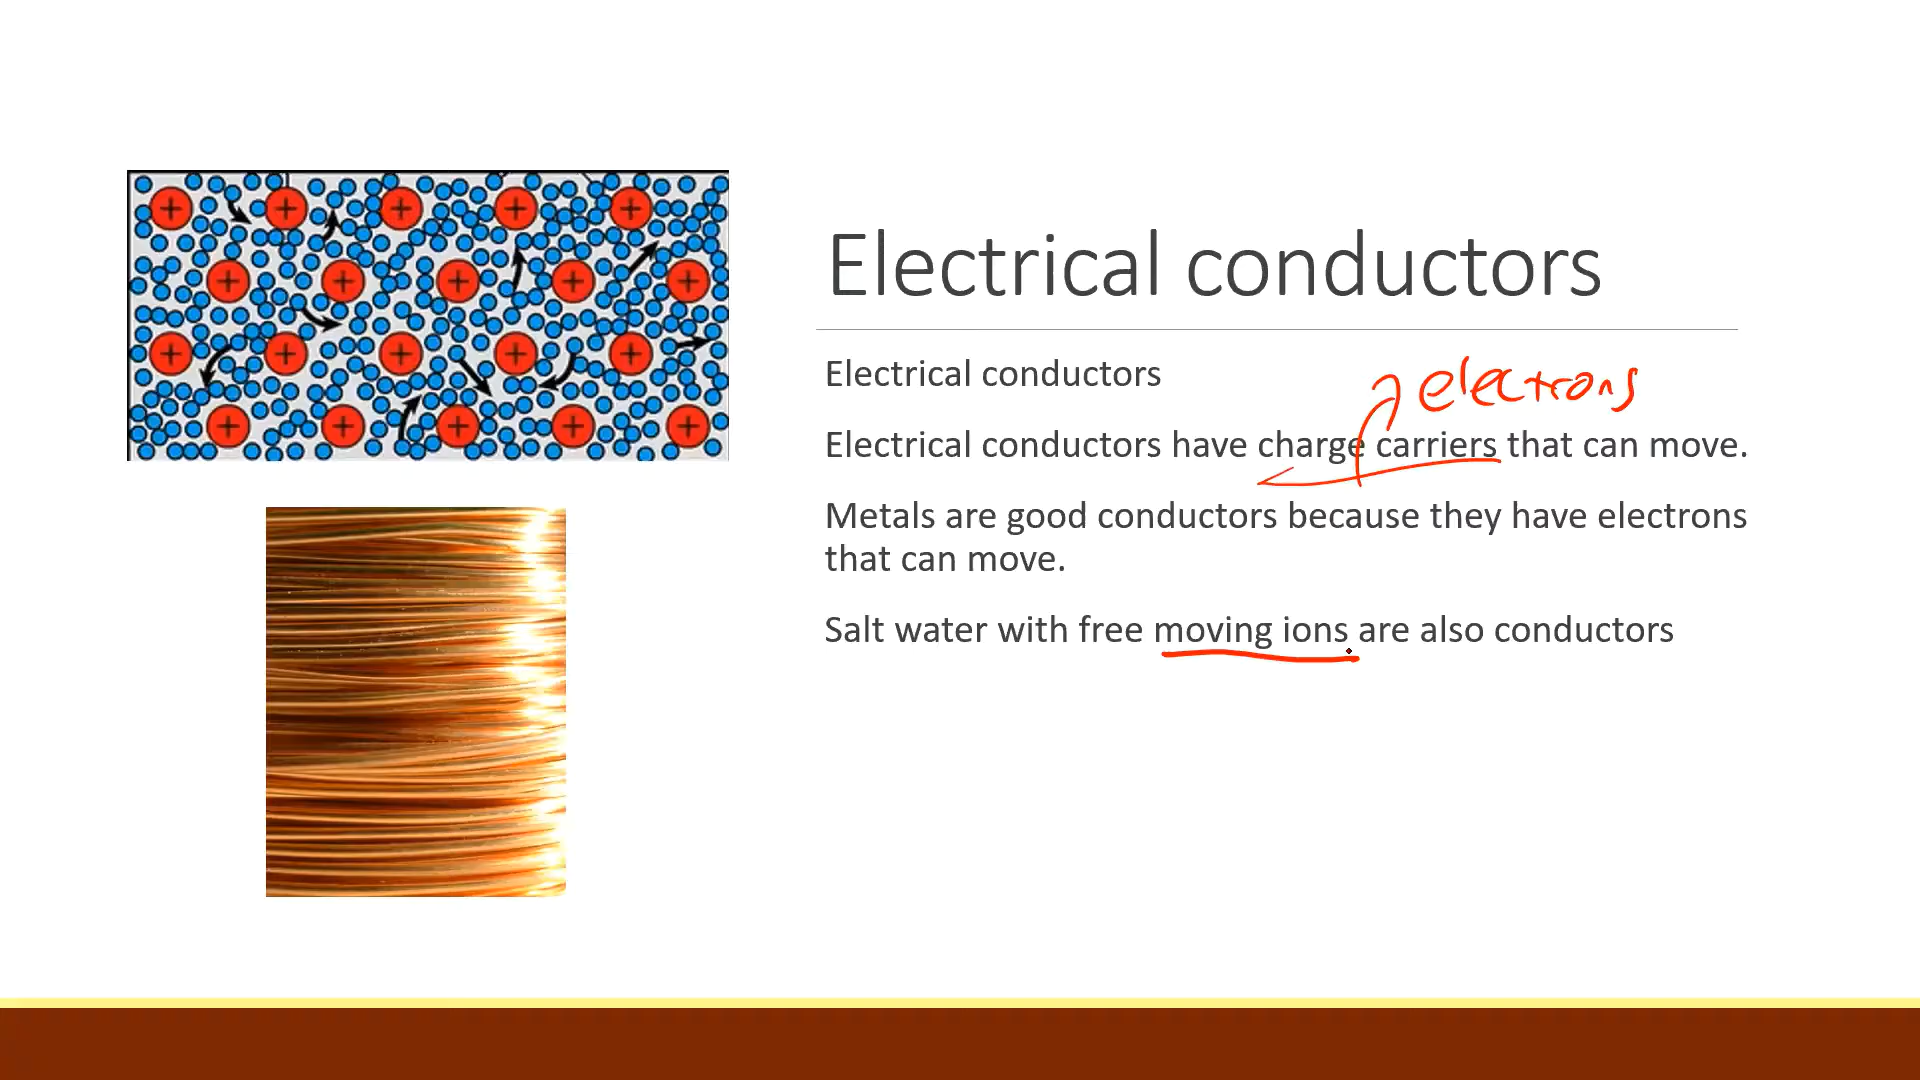 Electrical conductors
Electrical conductors
electrons
Electrical conductors have charge carriers that can move.
Metals are good conductors because they have electrons
that can move.
Salt water with free moving ions are also conductors